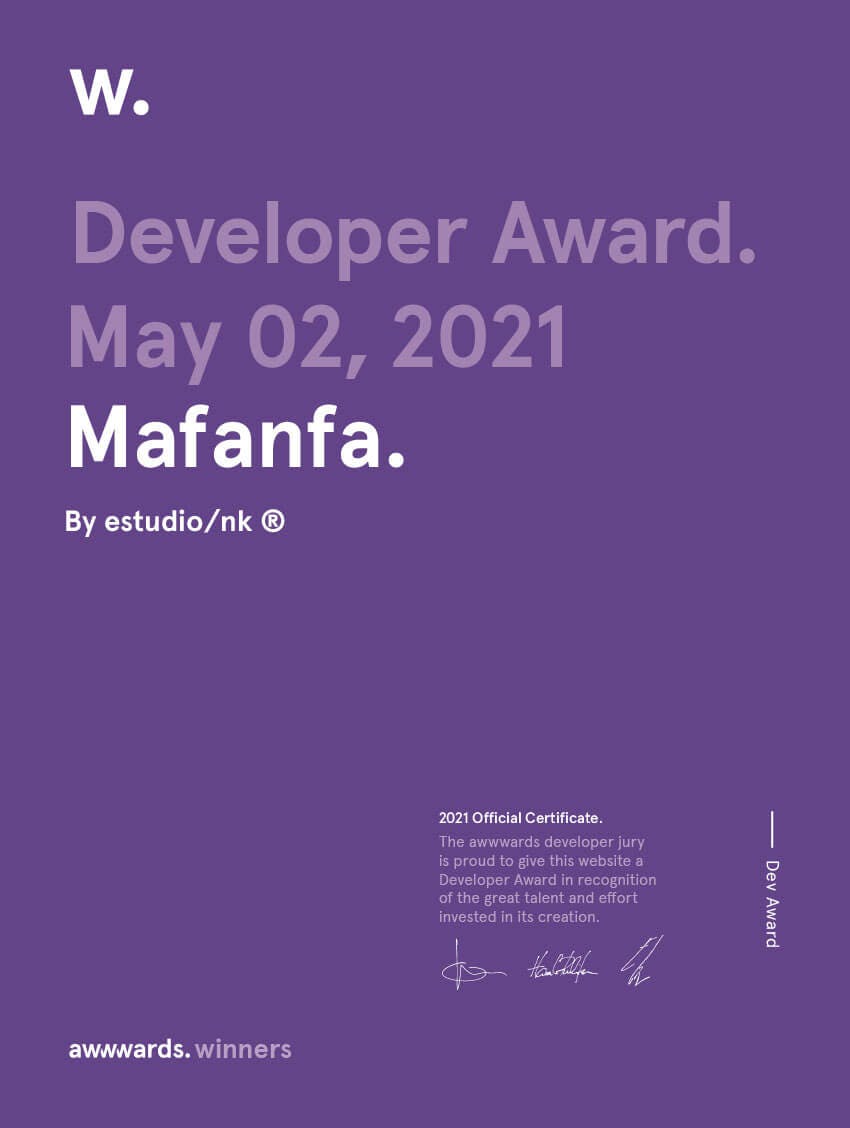 w.
Developer Award.
May 02, 2021
Mafanfa.
By estudio/nk ®
2021 Official Certificate.
The awwwards developer jury
is proud to give this website a
Developer Award in recognition
of the great talent and effort
invested in its creation.
Dev Award
awwwards. winners